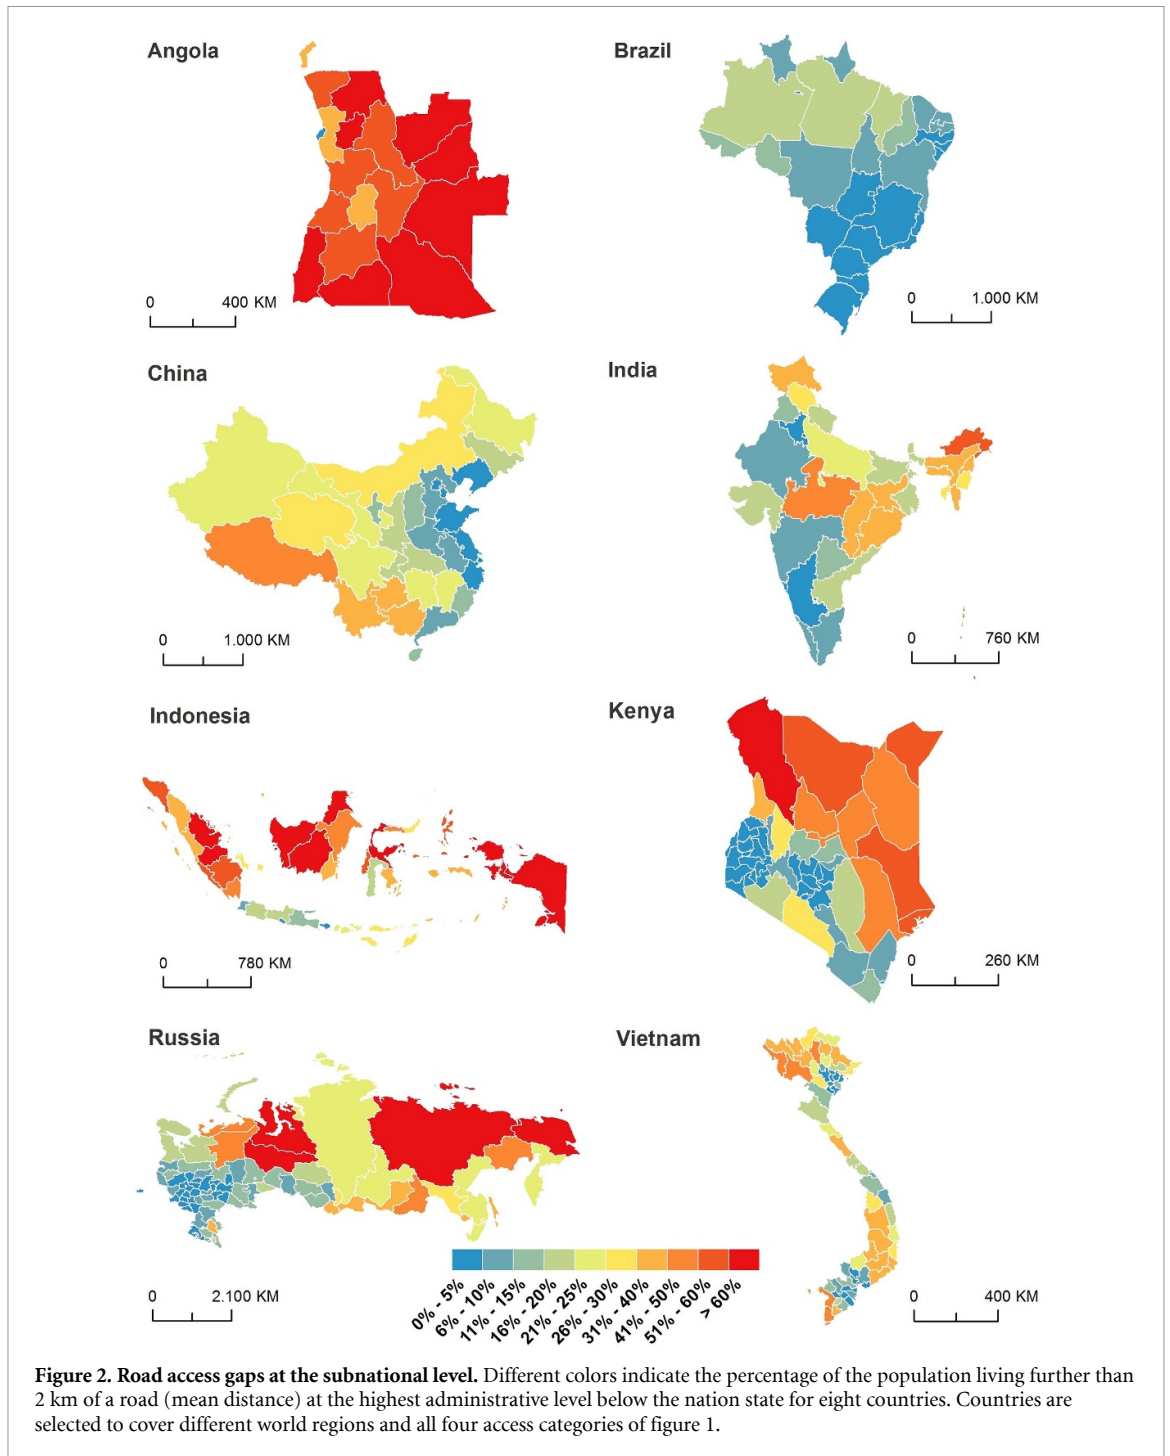 Angola
Brazil
0 400 KM
0 1.000 KM
China
India
0 1.000 KM
0 760 KM
Indonesia
Kenya
0 780 KM
0 260 KM
Russia
Vietnam
0% - 5%
6% - 10%
11% - 15%
16% - 20%
21% - 25%
26% - 30%
31% - 40%
41% - 50%
51% - 60%
> 60%
0 2.100 KM
0 400 KM
Figure 2. Road access gaps at the subnational level. Different colors indicate the percentage of the population living further than
2 km of a road (mean distance) at the highest administrative level below the nation state for eight countries. Countries are
selected to cover different world regions and all four access categories of figure 1.